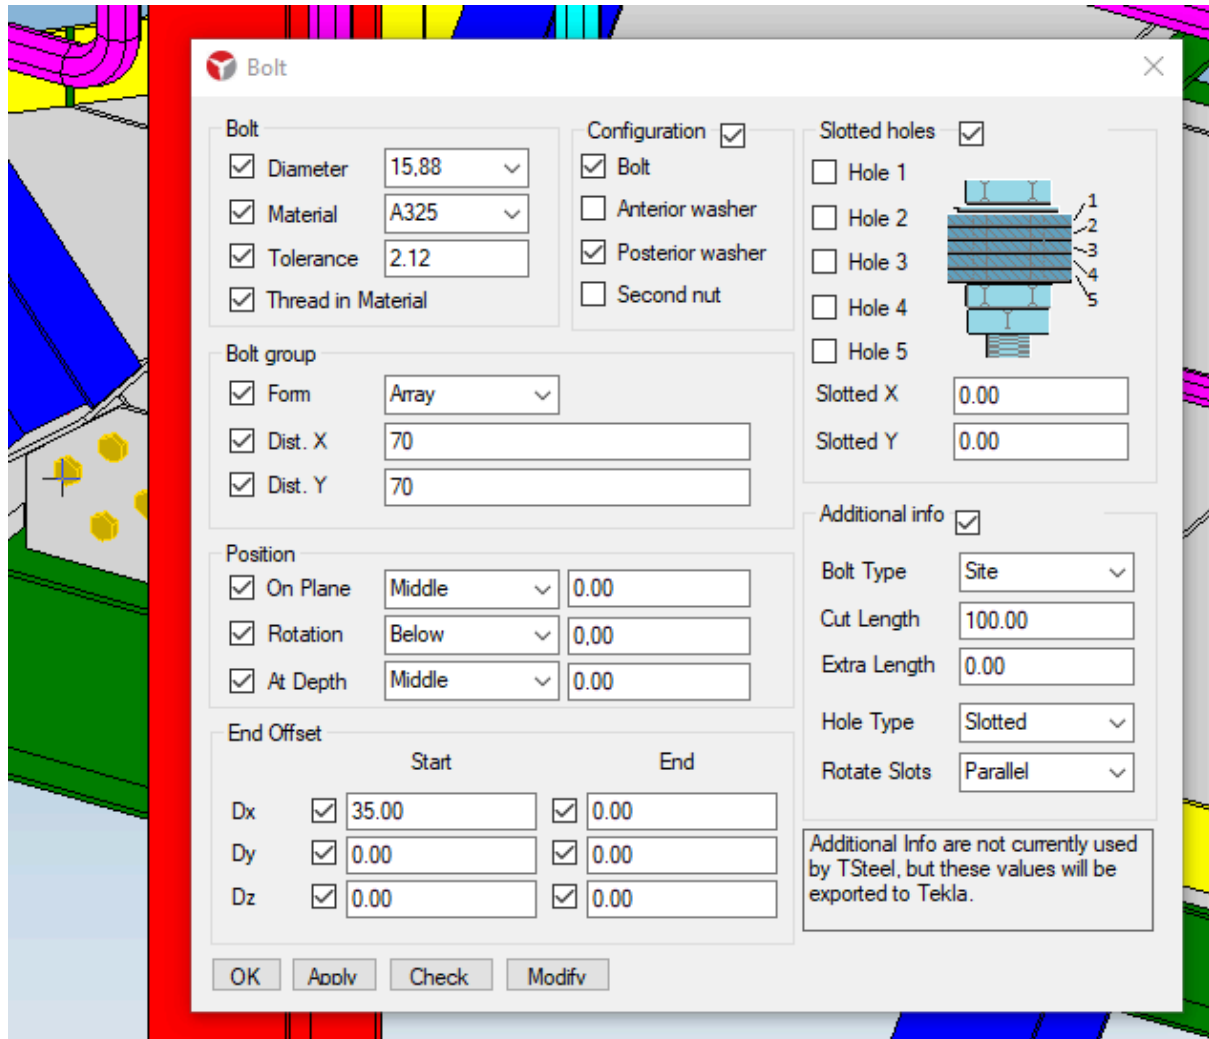 Bolt
Bolt
Diameter 15,88
Material A325
Tolerance 2.12
Thread in Material
Configuration
Bolt
Anterior washer
Posterior washer
Second nut
Slotted holes
Hole 1
Hole 2
Hole 3
Hole 4
Hole 5
1
2
3
4
5
Slotted X 0.00
Slotted Y 0.00
Bolt group
Form Array
Dist. X 70
Dist. Y 70
Position
On Plane Middle 0.00
Rotation Below 0,00
At Depth Middle 0.00
Additional info
Bolt Type Site
Cut Length 100.00
Extra Length 0.00
Hole Type Slotted
Rotate Slots Parallel
End Offset
Start End
Dx 35.00 0.00
Dy 0.00 0.00
Dz 0.00 0.00
Additional Info are not currently used
by TSteel, but these values will be
exported to Tekla.
OK Apply Check Modify